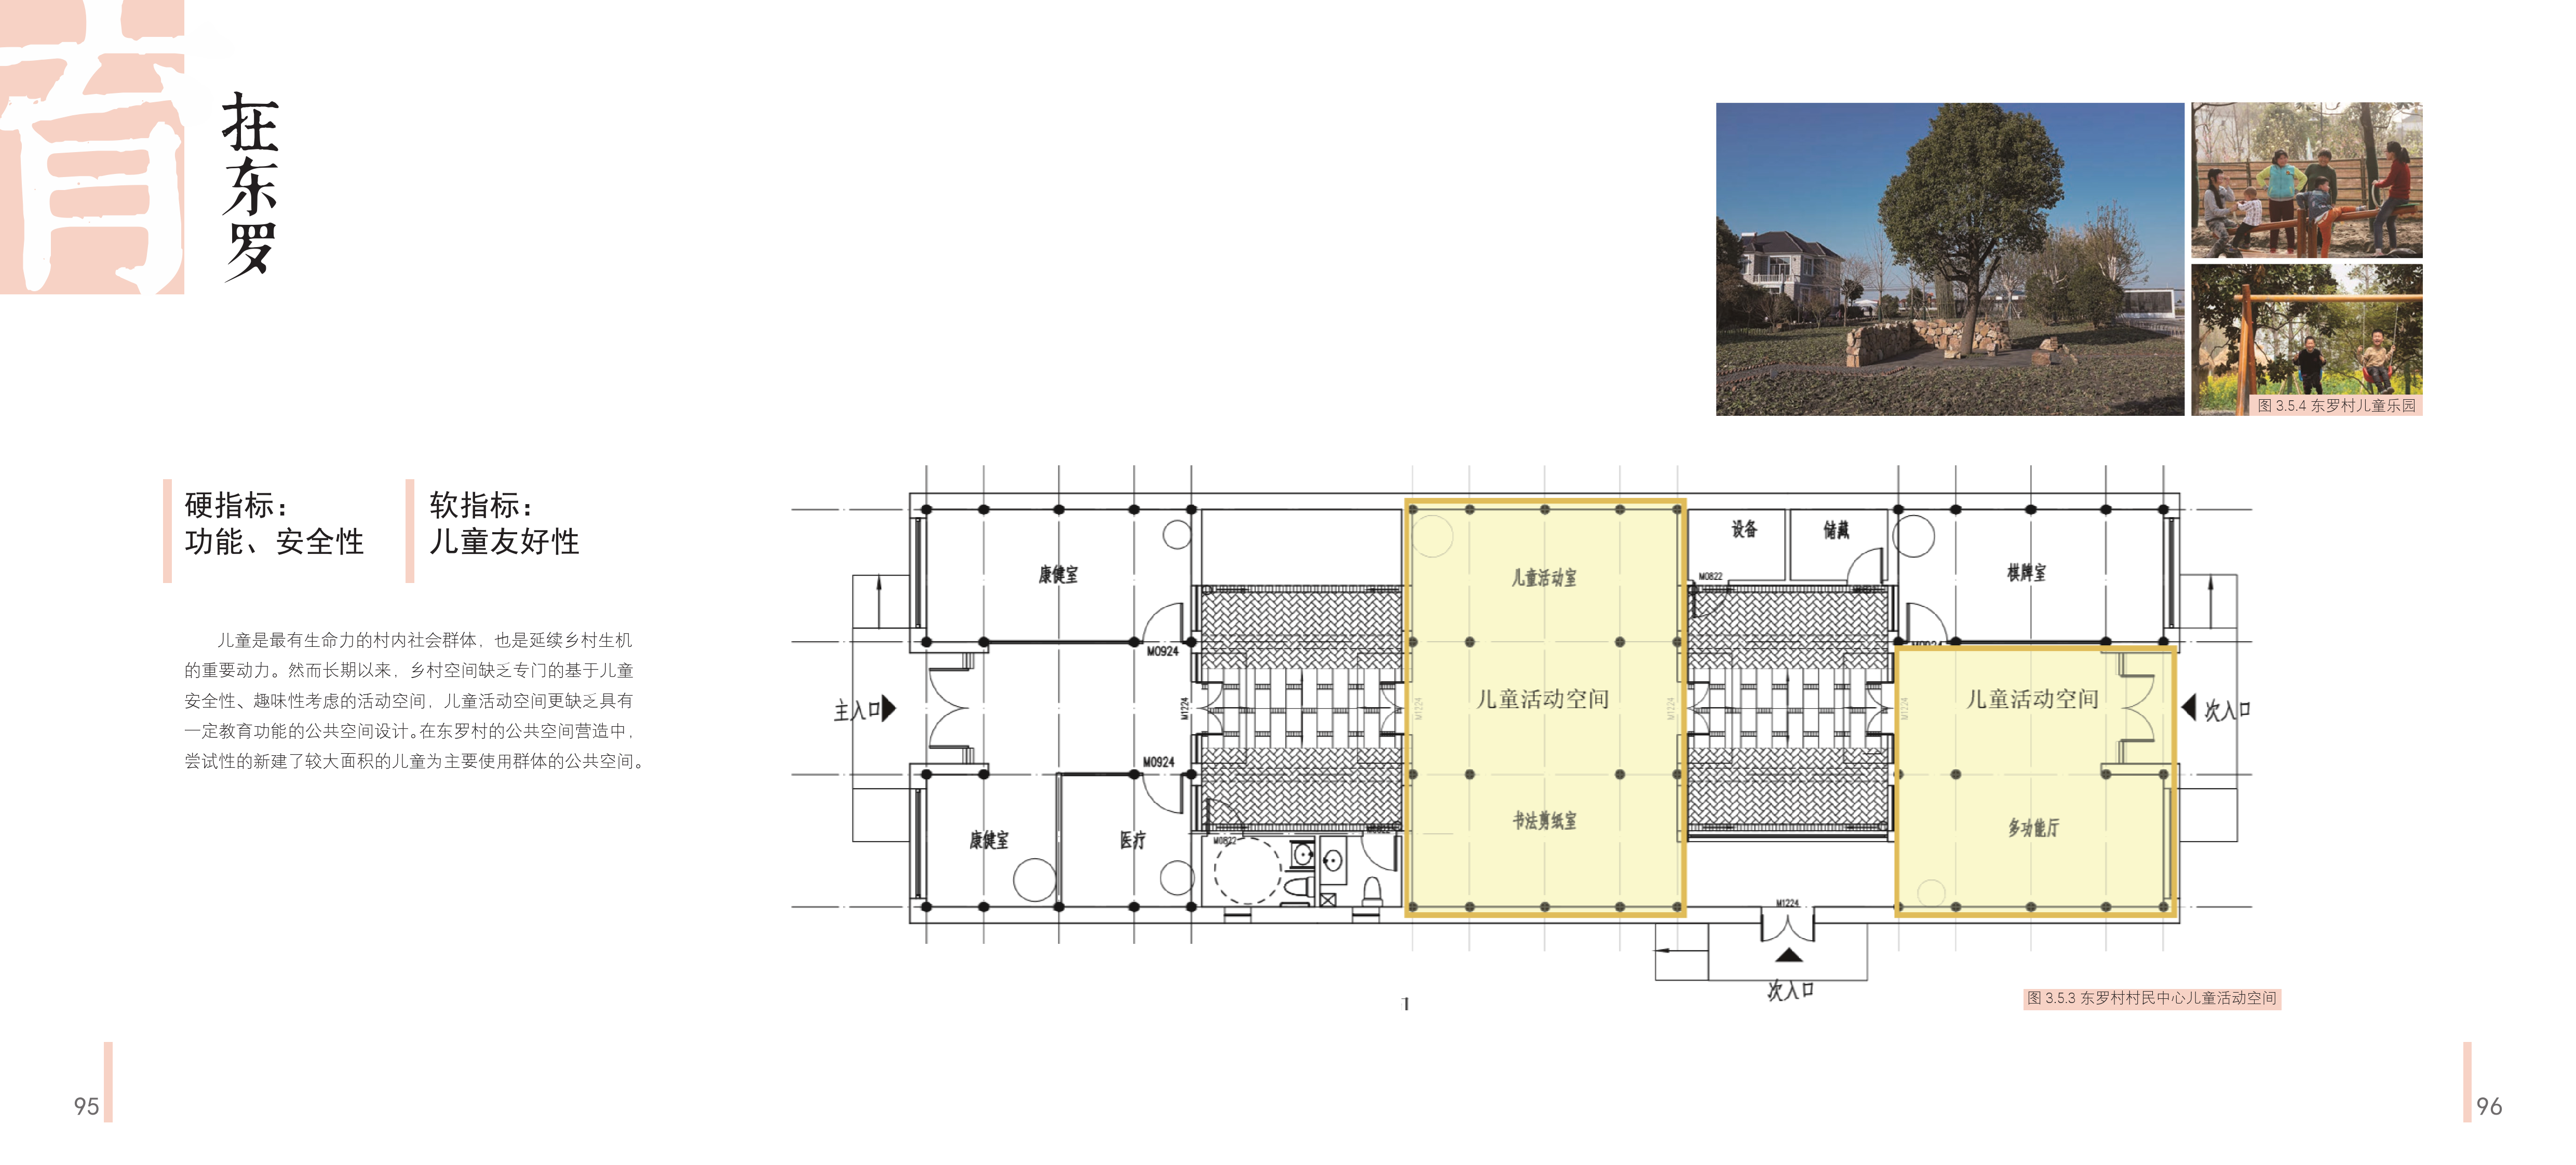 育
在东罗
硬指标：
功能、安全性
软指标：
儿童友好性
儿童是最有生命力的村内社会群体，也是延续乡村生机
的重要动力。然而长期以来，乡村空间缺乏专门的基于儿童
安全性、趣味性考虑的活动空间，儿童活动空间更缺乏具有
一定教育功能的公共空间设计。在东罗村的公共空间营造中，
尝试性的新建了较大面积的儿童为主要使用群体的公共空间。
图 3.5.4 东罗村儿童乐园
康健室
儿童活动室
设备
储藏
棋牌室
M0822
M0924
M0924
主入口
M1224
M1224
儿童活动空间
M1224
M1224
儿童活动空间
次入口
M0924
康健室
医疗
M0822
M0822
书法剪纸室
多功能厅
M1224
次入口
1
图 3.5.3 东罗村村民中心儿童活动空间
95
96